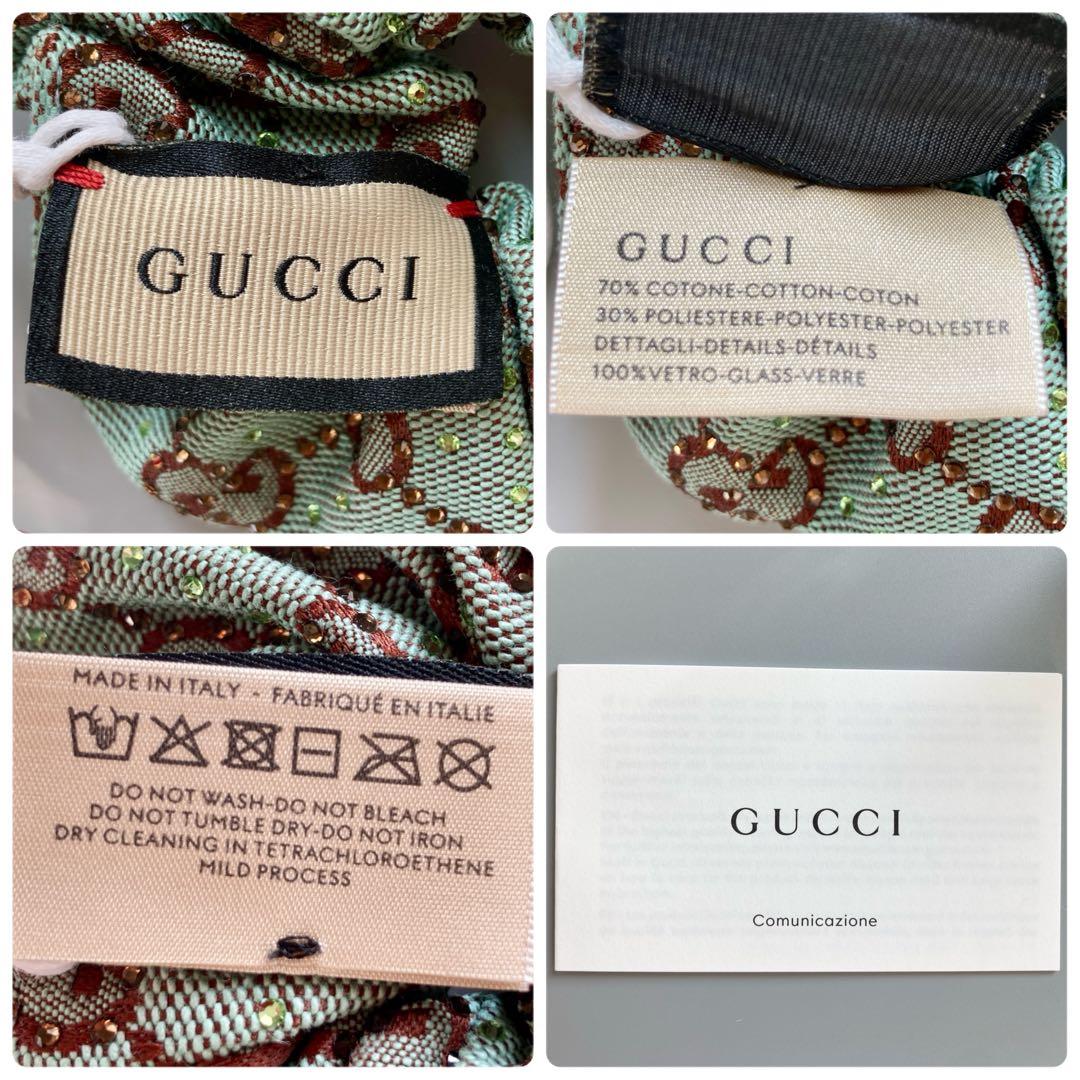 GUCCI
GUCCI
70% COTONE-COTTON-COTON
30% POLIESTERE-POLYESTER-POLYESTER
DETTAGLI-DETAILS-DÉTAILS
100%VETRO-GLASS-VERRE
MADE IN ITALY - FABRIQUÉ EN ITALIE
DO NOT WASH-DO NOT BLEACH
DO NOT TUMBLE DRY-DO NOT IRON
DRY CLEANING IN TETRACHLOROETHENE
MILD PROCESS
GUCCI
Comunicazione